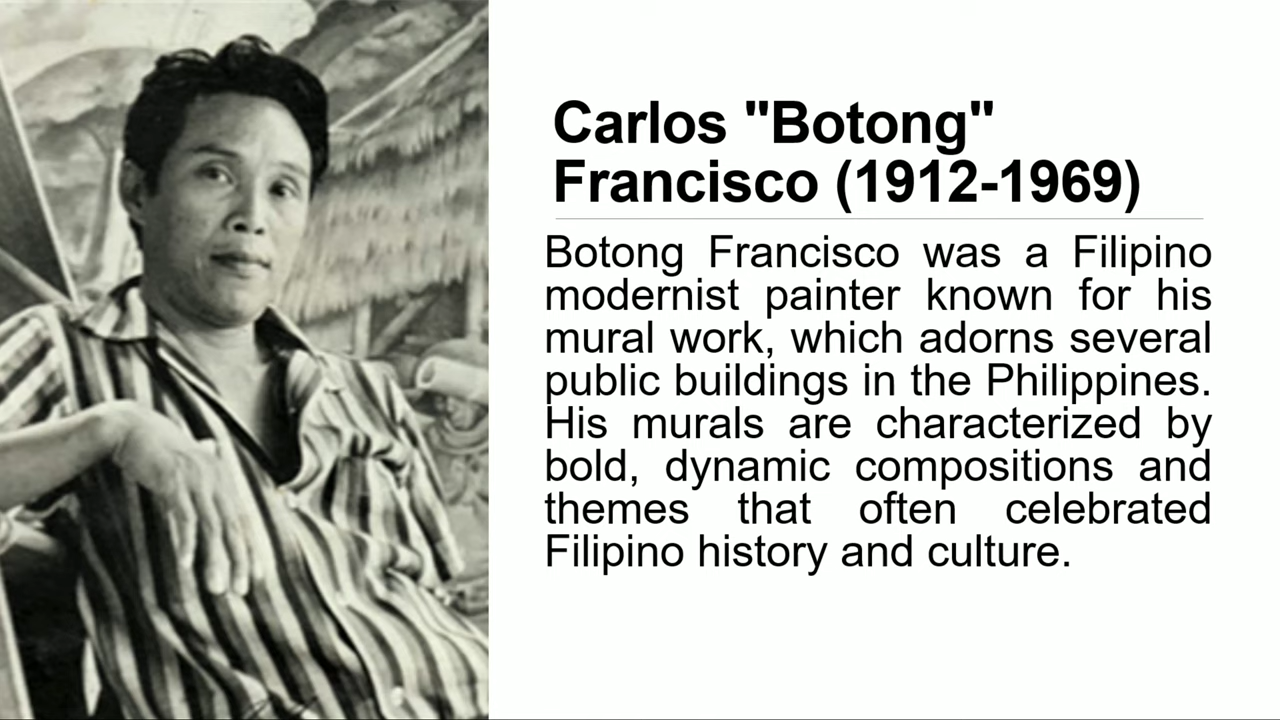 Carlos "Botong"
Francisco (1912-1969)
Botong Francisco was a Filipino
modernist painter known for his
mural work, which adorns several
public buildings in the Philippines.
His murals are characterized by
bold, dynamic compositions and
themes that often celebrated
Filipino history and culture.